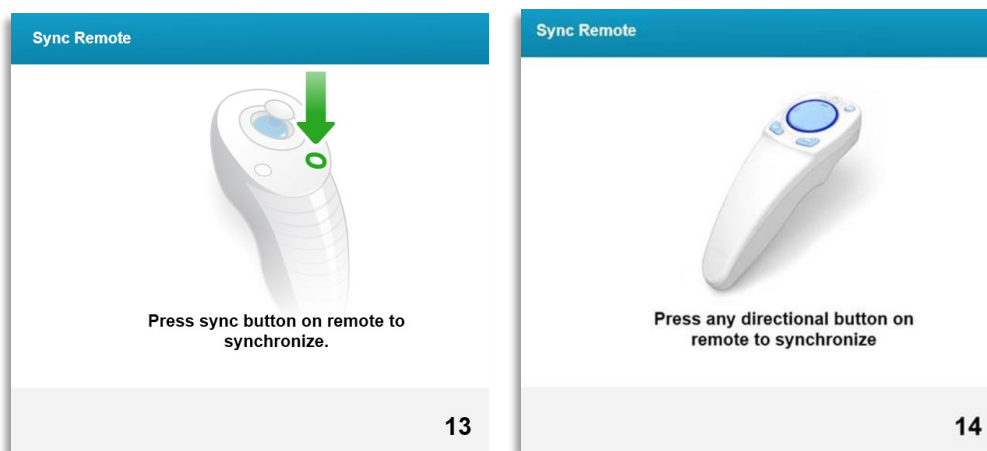 Sync Remote
Press sync button on remote to
synchronize.
13
Sync Remote
Press any directional button on
remote to synchronize
14